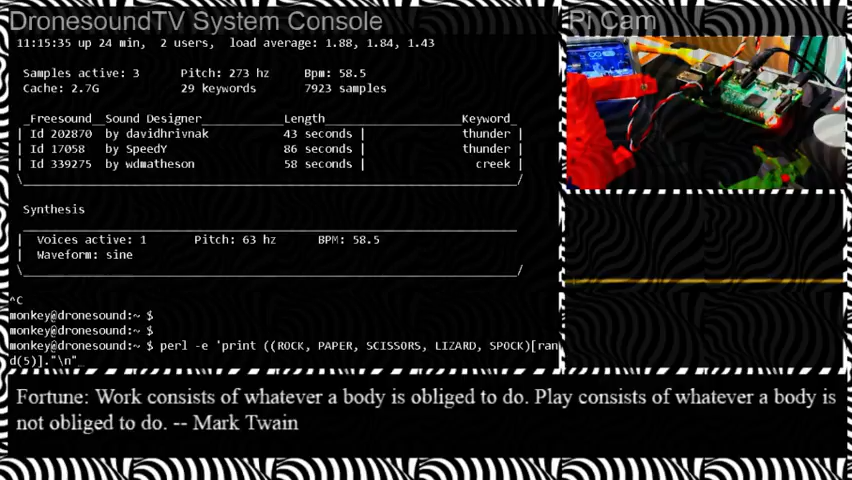 DronesoundTV System Console
Pi Cam
11:15:35 up 24 min, 2 users, load average: 1.88, 1.84, 1.43
Samples active: 3 Pitch: 273 hz Bpm: 58.5
Cache: 2.7G 29 keywords 7923 samples
_Freesound__Sound Designer___________Length____________________Keyword_
| Id 202870 by davidhrivnak 43 seconds | thunder |
| Id 17058 by SpeedY 86 seconds | thunder |
| Id 339275 by wdmatheson 58 seconds | creek |
Synthesis
| Voices active: 1 Pitch: 63 hz BPM: 58.5
| Waveform: sine
^C
monkey@dronesound:~ $
monkey@dronesound:~ $
monkey@dronesound:~ $ perl -e 'print ((ROCK, PAPER, SCISSORS, LIZARD, SPOCK)[ran
d(5)]."\n"_
Fortune: Work consists of whatever a body is obliged to do. Play consists of whatever a body is
not obliged to do. -- Mark Twain